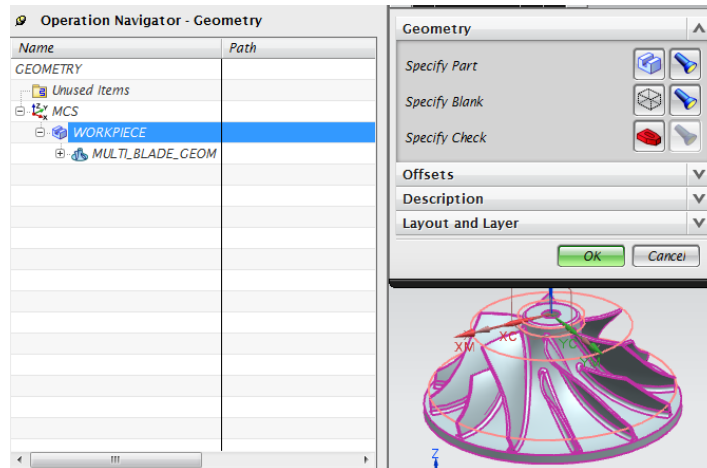 Operation Navigator - Geometry
Name Path
GEOMETRY
Unused Items
MCS
WORKPIECE
MULTI_BLADE_GEOM
Geometry
Specify Part
Specify Blank
Specify Check
Offsets
Description
Layout and Layer
OK Cancel
XM XC YC
Z